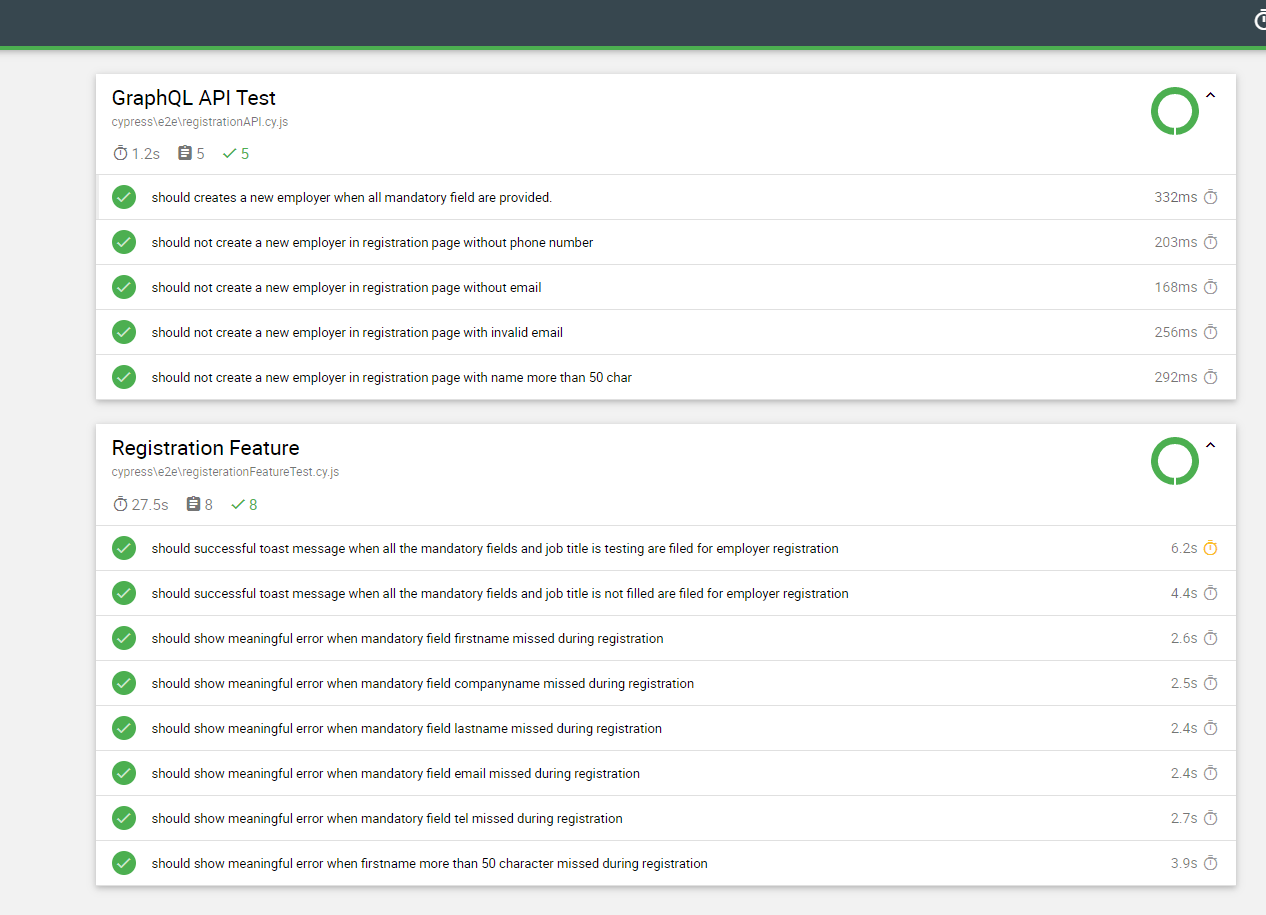 GraphQL API Test
cypress\e2e\registrationAPI.cy.js
1.2s 5 5
should creates a new employer when all mandatory field are provided. 332ms
should not create a new employer in registration page without phone number 203ms
should not create a new employer in registration page without email 168ms
should not create a new employer in registration page with invalid email 256ms
should not create a new employer in registration page with name more than 50 char 292ms
Registration Feature
cypress\e2e\registerationFeatureTest.cy.js
27.5s 8 8
should successful toast message when all the mandatory fields and job title is testing are filed for employer registration 6.2s
should successful toast message when all the mandatory fields and job title is not filled are filed for employer registration 4.4s
should show meaningful error when mandatory field firstname missed during registration 2.6s
should show meaningful error when mandatory field companyname missed during registration 2.5s
should show meaningful error when mandatory field lastname missed during registration 2.4s
should show meaningful error when mandatory field email missed during registration 2.4s
should show meaningful error when mandatory field tel missed during registration 2.7s
should show meaningful error when firstname more than 50 character missed during registration 3.9s